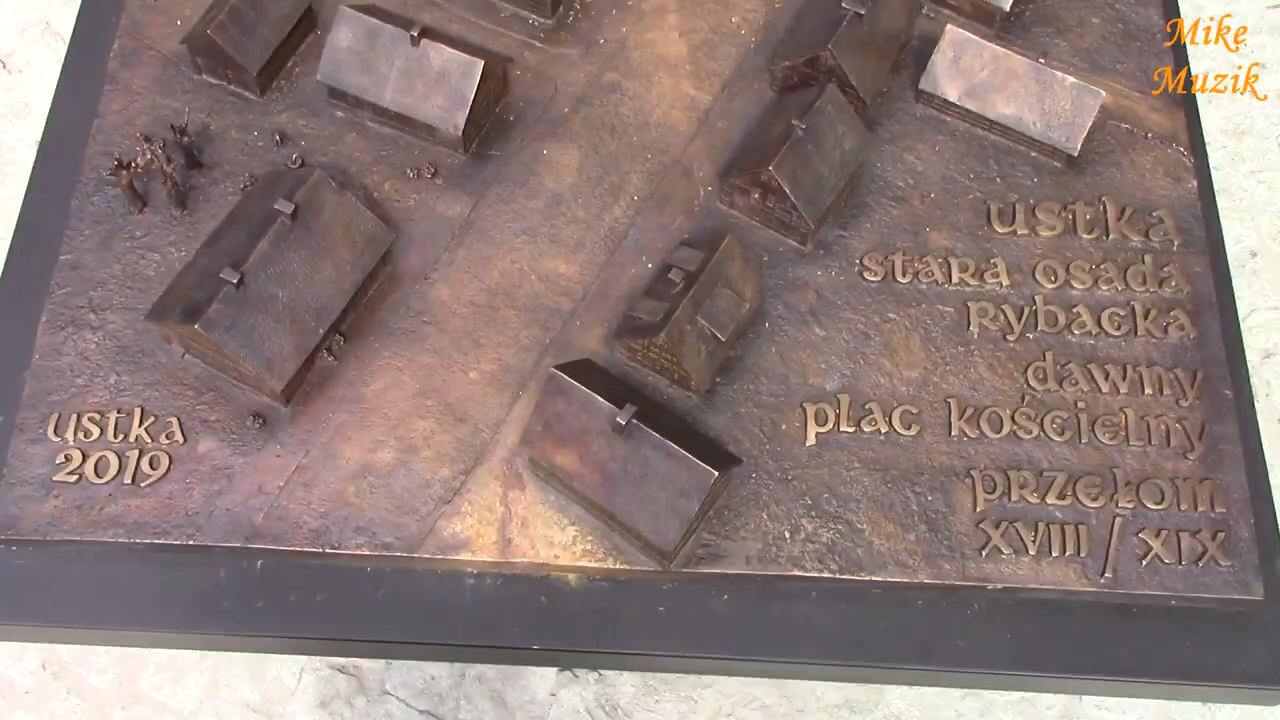 Mike
Muzik
ustka
stara osada
rybacka
dawny
plac kościelny
przełom
XVIII / XIX
ustka
2019